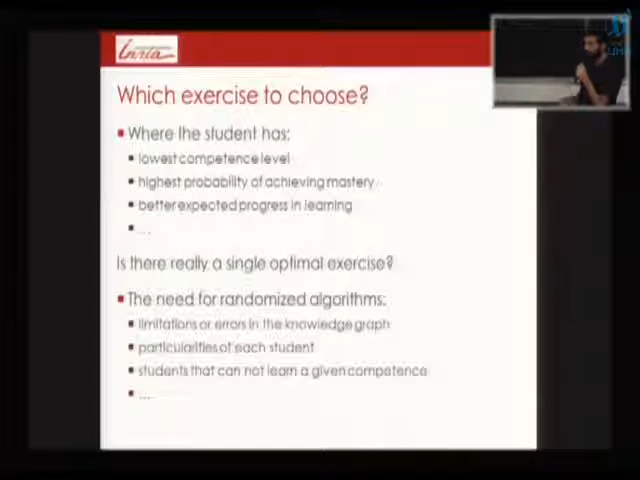 Inria
Which exercise to choose?
Where the student has:
lowest competence level
highest probability of achieving mastery
better expected progress in learning
...
Is there really a single optimal exercise?
The need for randomized algorithms:
limitations or errors in the knowledge graph
particularities of each student
students that can not learn a given competence
...